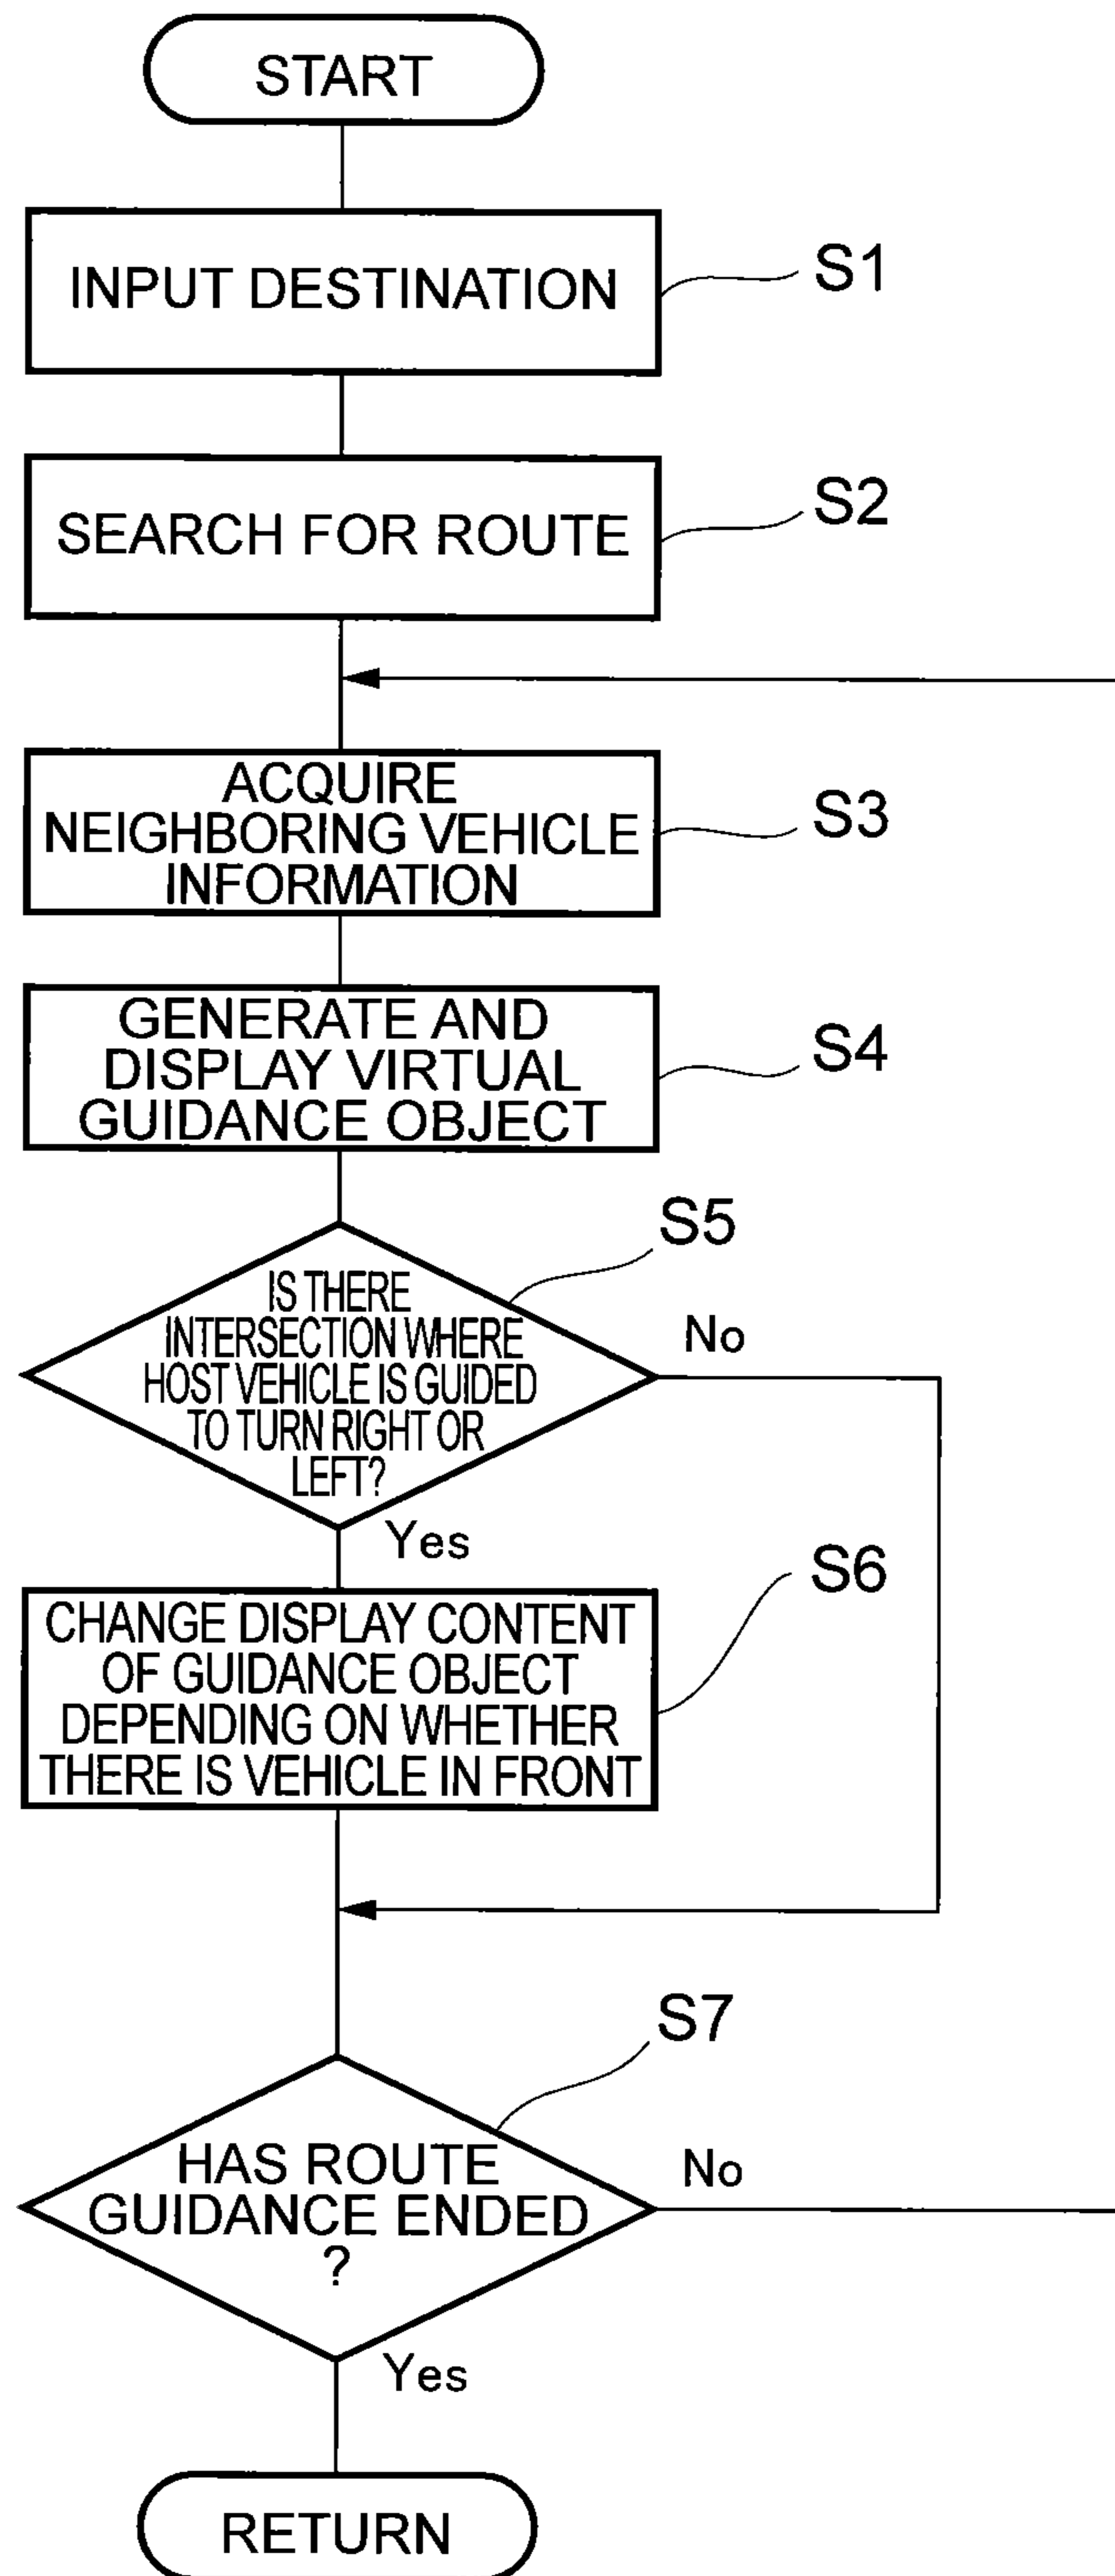 START
INPUT DESTINATION
S1
SEARCH FOR ROUTE
S2
ACQUIRE
NEIGHBORING VEHICLE
INFORMATION
S3
GENERATE AND
DISPLAY VIRTUAL
GUIDANCE OBJECT
S4
S5
IS THERE
INTERSECTION WHERE
HOST VEHICLE IS GUIDED
TO TURN RIGHT OR
LEFT?
No
Yes
S6
CHANGE DISPLAY CONTENT
OF GUIDANCE OBJECT
DEPENDING ON WHETHER
THERE IS VEHICLE IN FRONT
S7
HAS ROUTE
GUIDANCE ENDED
?
No
Yes
RETURN